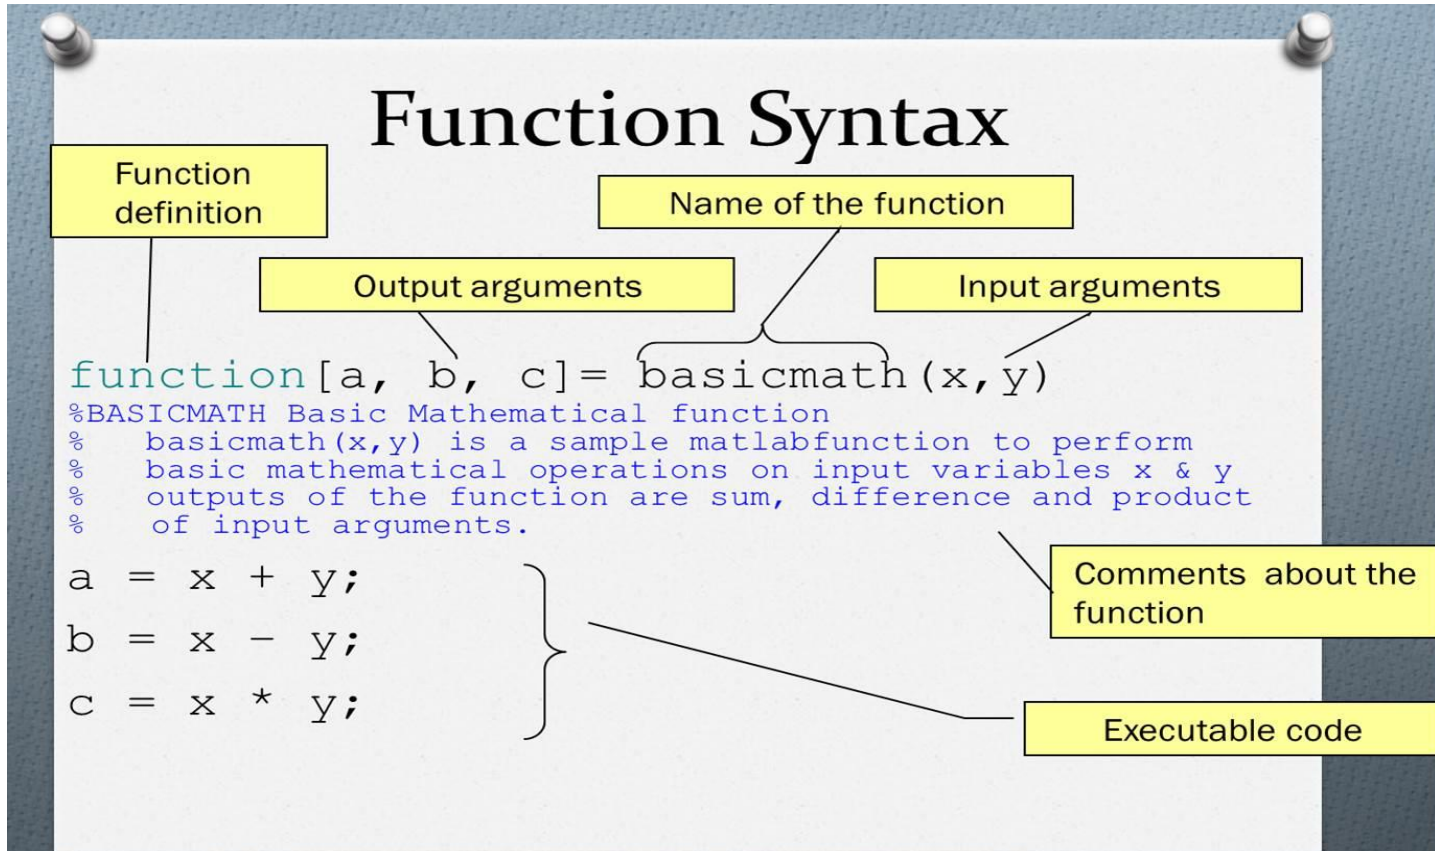 Function Syntax
Function
definition
Name of the function
Output arguments
Input arguments
function[a, b, c]= basicmath(x,y)
%BASICMATH Basic Mathematical function
%   basicmath(x,y) is a sample matlabfunction to perform
%   basic mathematical operations on input variables x & y
%   outputs of the function are sum, difference and product
%   of input arguments.
Comments about the
function
a = x + y;
b = x - y;
c = x * y;
Executable code